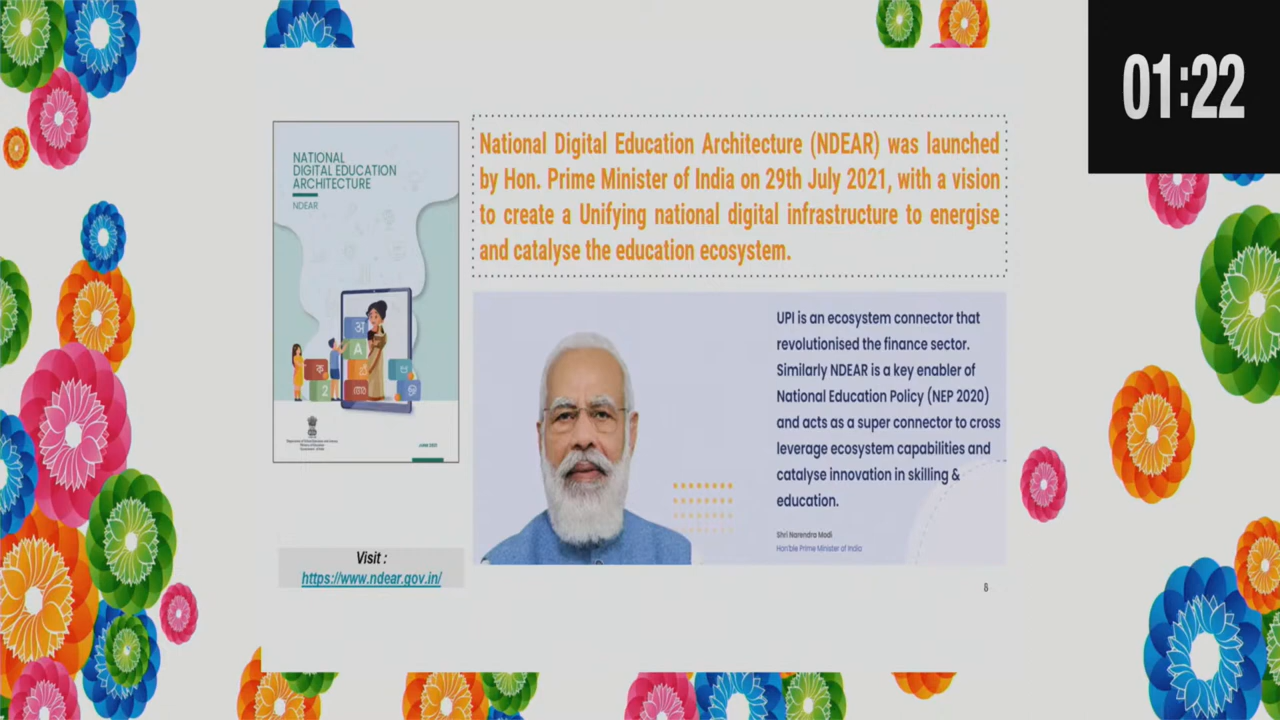 01:22
NATIONAL
DIGITAL EDUCATION
ARCHITECTURE
NDEAR
अ
A
क
2
JUNE 2021
National Digital Education Architecture (NDEAR) was launched
by Hon. Prime Minister of India on 29th July 2021, with a vision
to create a Unifying national digital infrastructure to energise
and catalyse the education ecosystem.
UPI is an ecosystem connector that
revolutionised the finance sector.
Similarly NDEAR is a key enabler of
National Education Policy (NEP 2020)
and acts as a super connector to cross
leverage ecosystem capabilities and
catalyse innovation in skilling &
education.
Shri Narendra Modi
Hon'ble Prime Minister of India
Visit :
https://www.ndear.gov.in/
8